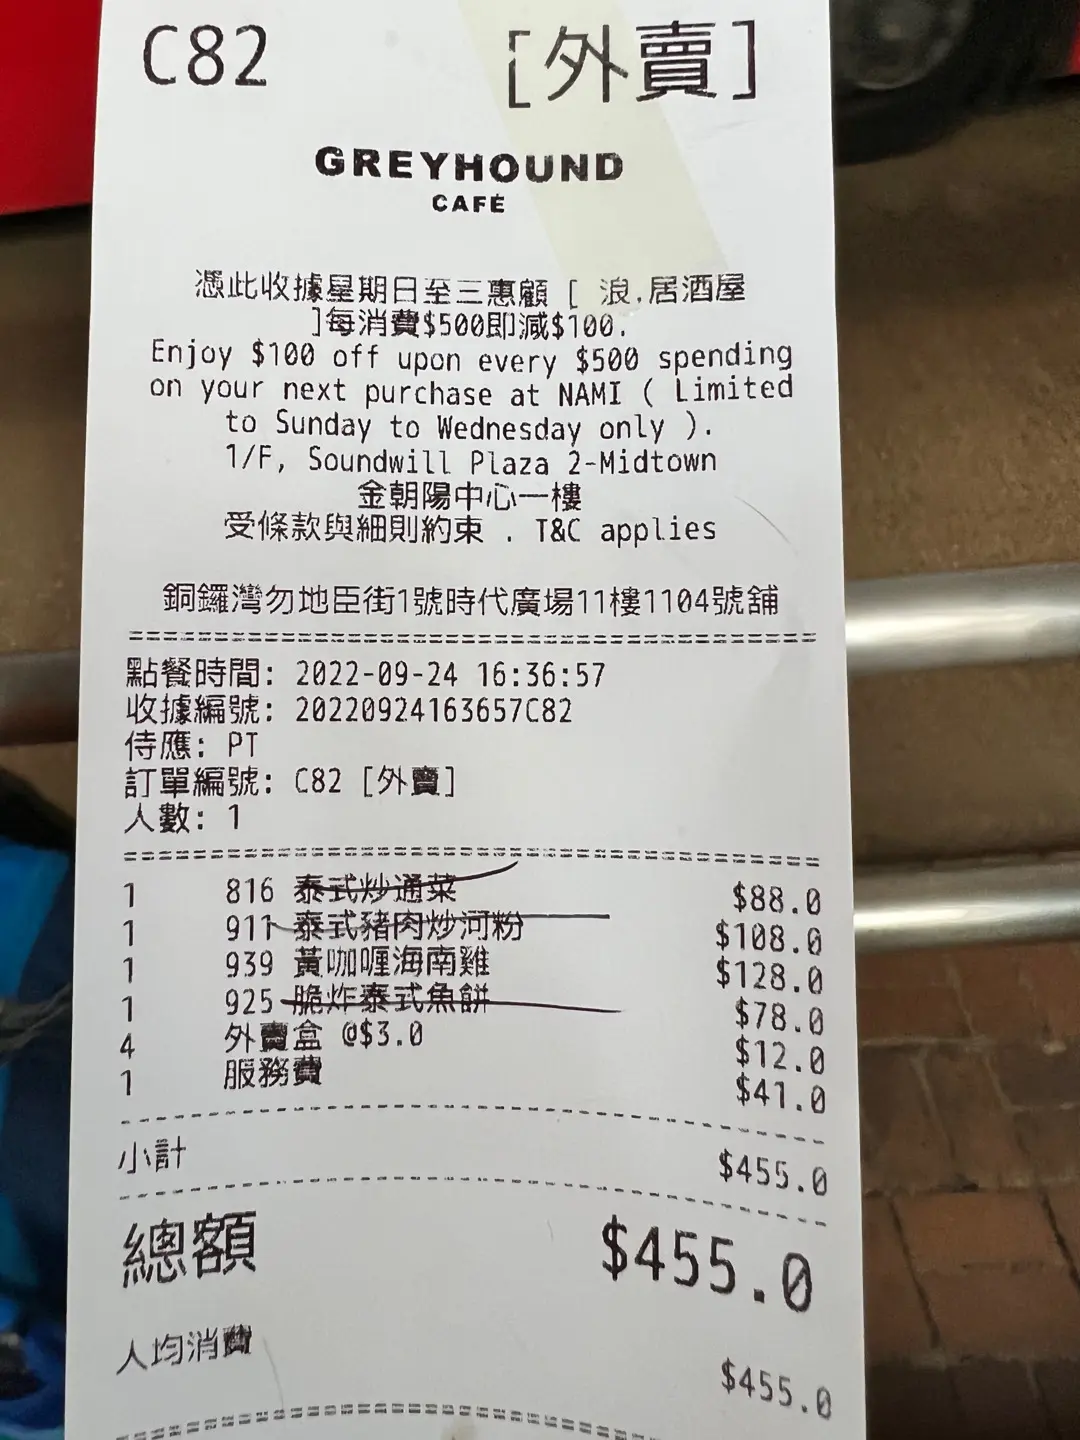 C82 [外賣]
GREYHOUND
CAFÉ
憑此收據星期日至三惠顧 [ 浪.居酒屋
]每消費$500即減$100.
Enjoy $100 off upon every $500 spending
on your next purchase at NAMI ( Limited
to Sunday to Wednesday only ).
1/F, Soundwill Plaza 2-Midtown
金朝陽中心一樓
受條款與細則約束 . T&C applies
銅鑼灣勿地臣街1號時代廣場11樓1104號舖
點餐時間: 2022-09-24 16:36:57
收據編號: 20220924163657C82
侍應: PT
訂單編號: C82 [外賣]
人數: 1
1 816 泰式炒通菜 $88.0
1 911 泰式豬肉炒河粉 $108.0
1 939 黃咖喱海南雞 $128.0
1 925 脆炸泰式魚餅 $78.0
4 外賣盒 @$3.0 $12.0
1 服務費 $41.0
小計 $455.0
總額 $455.0
人均消費 $455.0